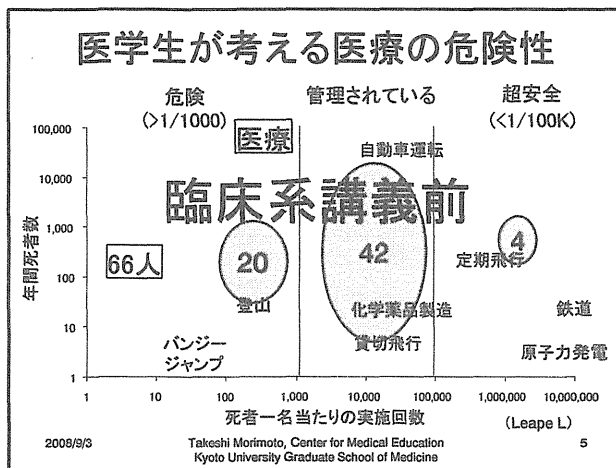 医学生が考える医療の危険性
危険
(>1/1000)
管理されている
超安全
(<1/100K)
年間死者数
100,000
10,000
1,000
100
10
1
医療
自動車運転
臨床系講義前
66人
20
42
4
定期飛行
登山
化学薬品製造
貸切飛行
鉄道
バンジー
ジャンプ
原子力発電
1
10
100
1,000
10,000
100,000
1,000,000
10,000,000
死者一名当たりの実施回数
(Leape L)
2008/9/3
Takeshi Morimoto, Center for Medical Education
Kyoto University Graduate School of Medicine
5